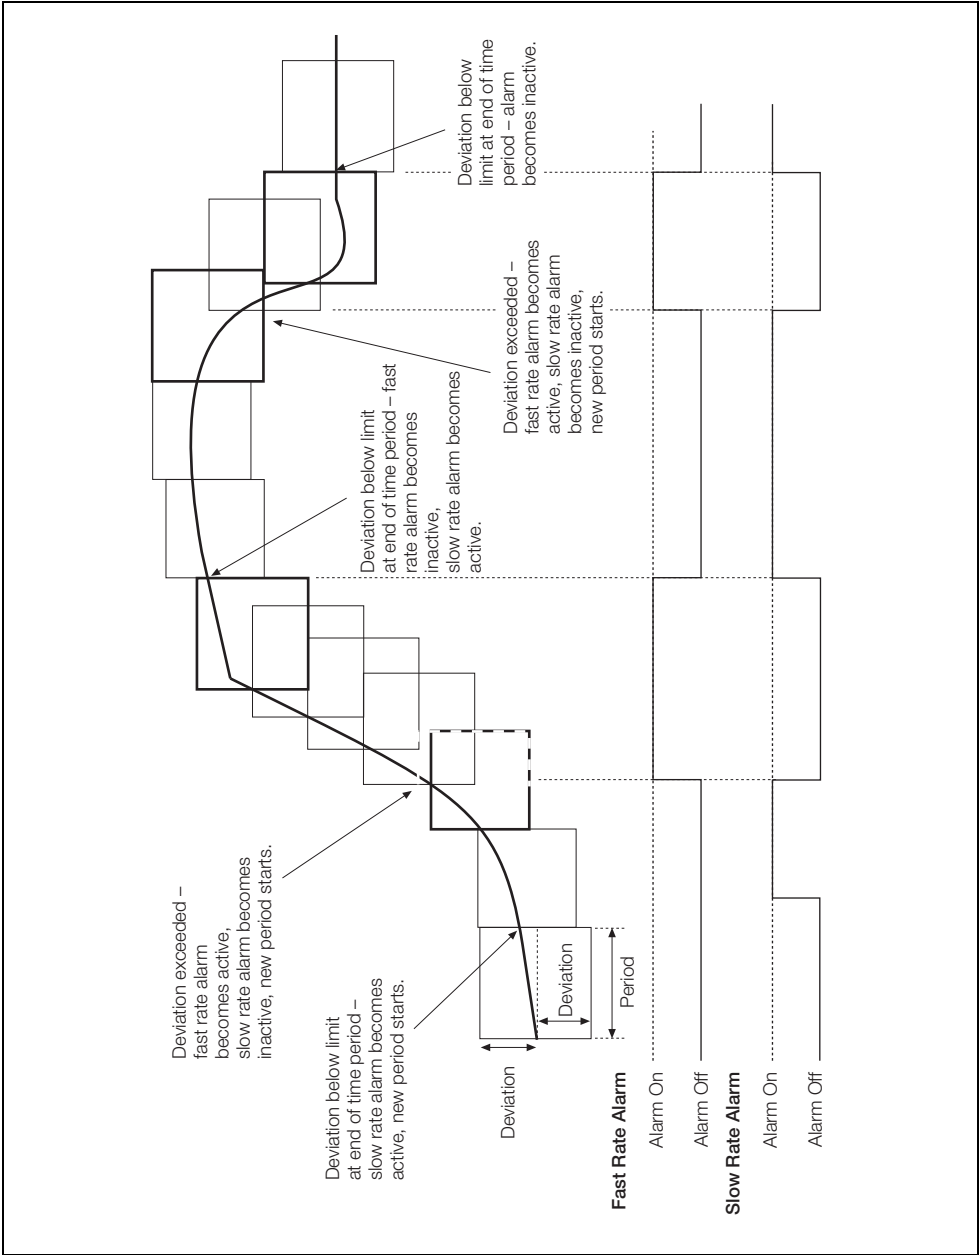 Deviation exceeded –
fast rate alarm
becomes active,
slow rate alarm becomes
inactive, new period starts.
Deviation below limit
at end of time period –
slow rate alarm becomes
active, new period starts.
Deviation below limit
at end of time period – fast
rate alarm becomes
inactive,
slow rate alarm becomes
active.
Deviation below
limit at end of time
period – alarm
becomes inactive.
Deviation exceeded –
fast rate alarm becomes
active, slow rate alarm
becomes inactive,
new period starts.
Deviation
Deviation
Period
Fast Rate Alarm
Alarm On
Alarm Off
Slow Rate Alarm
Alarm On
Alarm Off